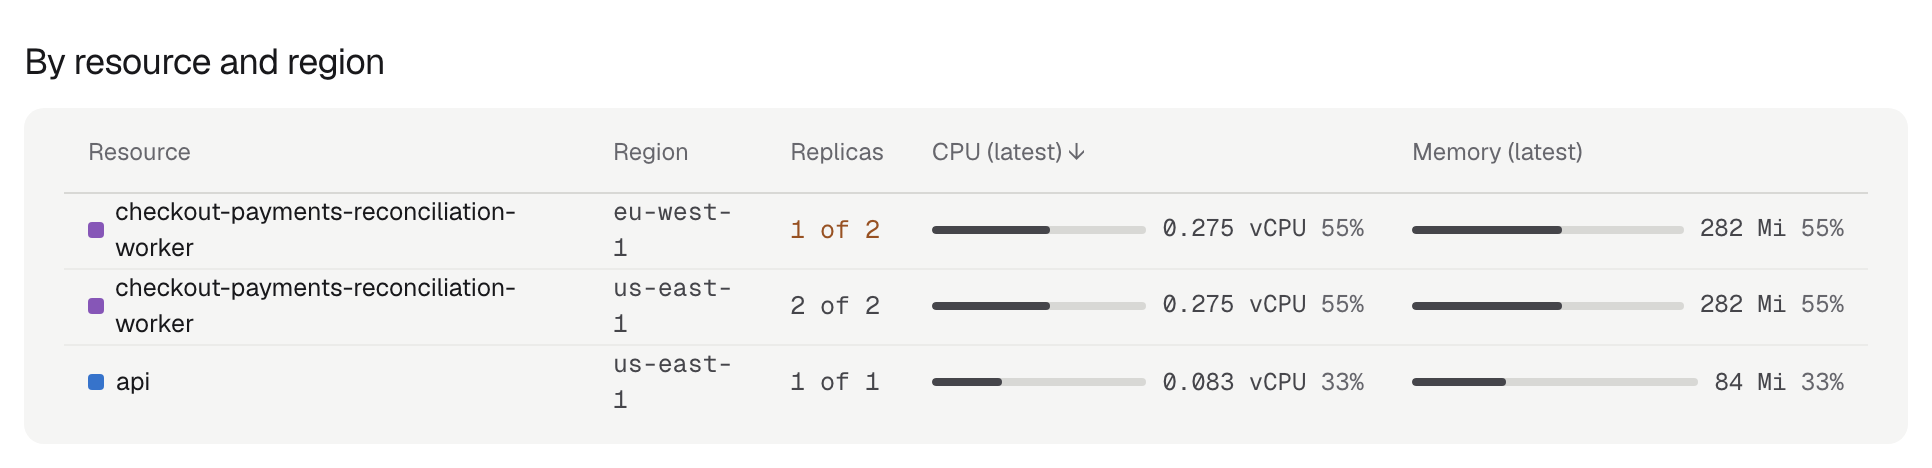 By resource and region
Resource Region Replicas CPU (latest) ↓ Memory (latest)
checkout-payments-reconciliation-
worker
eu-west-
1
1 of 2 0.275 vCPU 55% 282 Mi 55%
checkout-payments-reconciliation-
worker
us-east-
1
2 of 2 0.275 vCPU 55% 282 Mi 55%
api
us-east-
1
1 of 1 0.083 vCPU 33% 84 Mi 33%